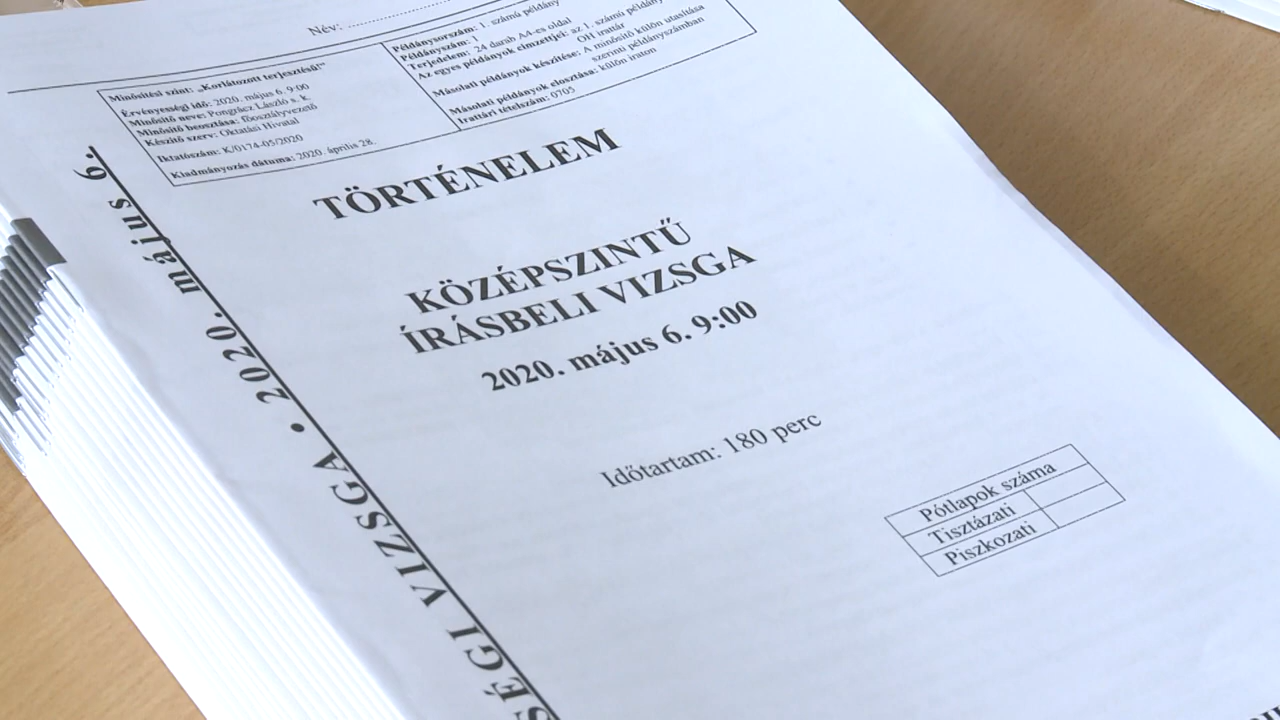 Név: ........................
Minősítési szint: „Korlátozott terjesztésű!”
Érvényességi idő: 2020. május 6. 9:00
Minősítő neve: Pongrácz László s. k.
Minősítő beosztása: főosztályvezető
Készítő szerv: Oktatási Hivatal
Iktatószám: K/0174-05/2020
Kiadmányozás dátuma: 2020. április 28.
Példánysorszám: 1. számú példány
Példányszám: 1
Terjedelem: 24 darab A4-es oldal
Az egyes példányok címzettjei: az 1. számú példány
OH irattár
Másolati példányok készítése: A minősítő külön utasítása
szerinti példányszámban
Másolati példányok elosztása: külön íraton
Irattári tételszám: 0705
TÖRTÉNELEM
KÖZÉPSZINTŰ
ÍRÁSBELI VIZSGA
2020. május 6. 9:00
Időtartam: 180 perc
Pótlapok száma
Tisztázati
Piszkozati
SÉGI VIZSGA • 2020. május 6.